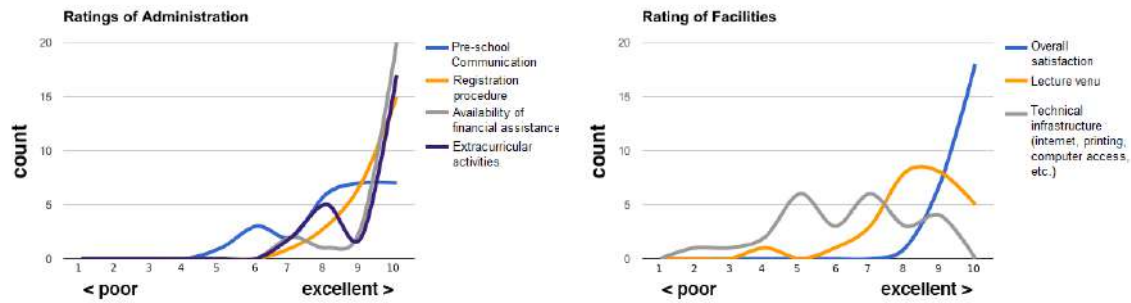 Ratings of Administration
20
15
10
5
0
count
1 2 3 4 5 6 7 8 9 10
< poor excellent >
Pre-school
Communication
Registration
procedure
Availability of
financial assistance
Extracurricular
activities
Rating of Facilities
20
15
10
5
0
count
1 2 3 4 5 6 7 8 9 10
< poor excellent >
Overall
satisfaction
Lecture venu
Technical
infrastructure
(internet, printing,
computer access,
etc.)